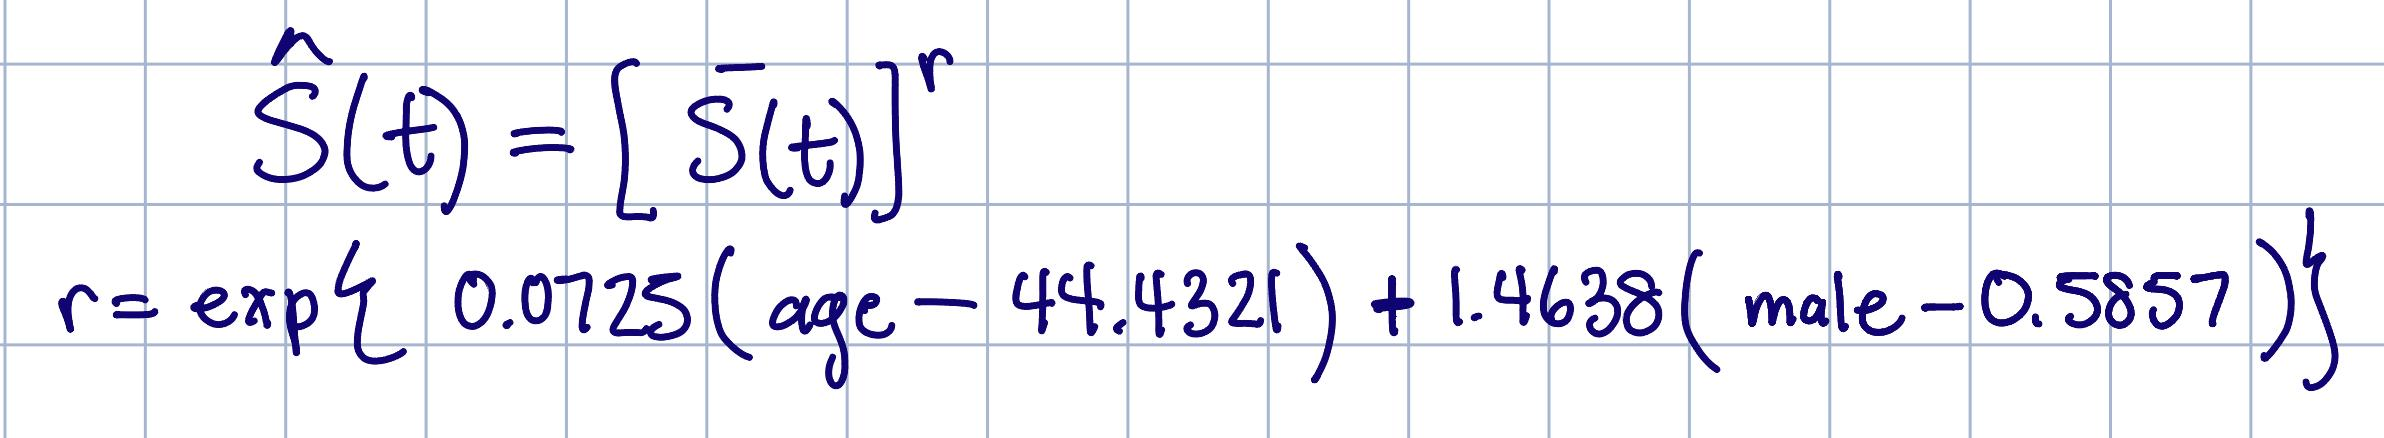 Ŝ(t) = [S̄(t)]^r
r = exp{ 0.0725(age − 44.4321) + 1.4638(male − 0.5857)}